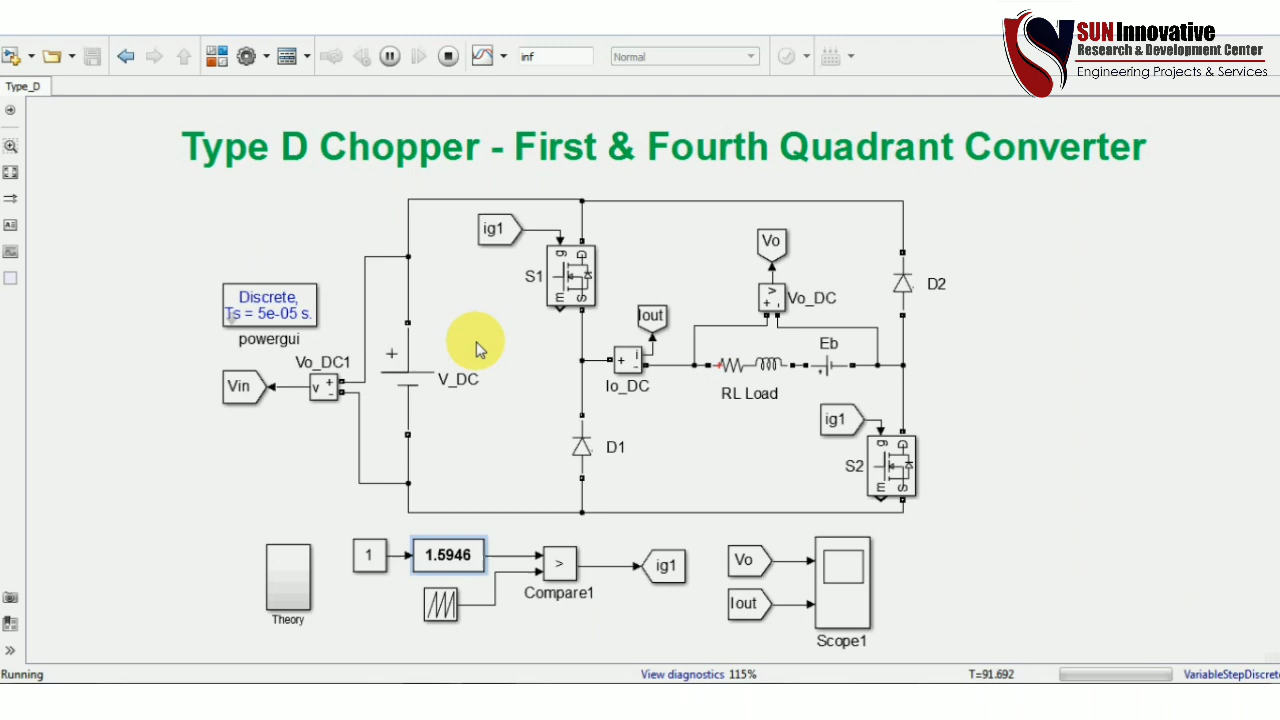 SUN Innovative
Research & Development Center
Engineering Projects & Services
inf
Normal
Type_D
Type D Chopper - First & Fourth Quadrant Converter
ig1
g
D
S1
m
S
Vo
v
+ -
Vo_DC
D2
Discrete,
Ts = 5e-05 s.
powergui
Iout
+
i
-
Io_DC
Eb
+
RL Load
Vo_DC1
Vin
v
+
-
+
V_DC
ig1
g
D
S2
m
S
D1
1
1.5946
>
Compare1
ig1
Theory
Vo
Iout
Scope1
Running
View diagnostics
115%
T=91.692
VariableStepDiscrete